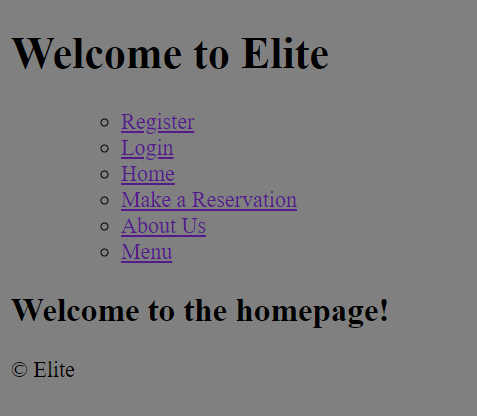 Welcome to Elite
Register
Login
Home
Make a Reservation
About Us
Menu
Welcome to the homepage!
© Elite